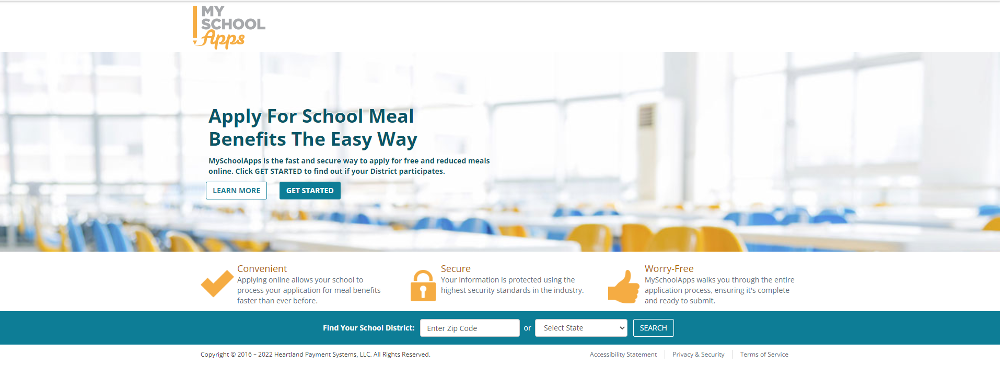 MY
SCHOOL
Apps
Apply For School Meal
Benefits The Easy Way
MySchoolApps is the fast and secure way to apply for free and reduced meals
online. Click GET STARTED to find out if your District participates.
LEARN MORE
GET STARTED
Convenient
Applying online allows your school to
process your application for meal benefits
faster than ever before.
Secure
Your information is protected using the
highest security standards in the industry.
Worry-Free
MySchoolApps walks you through the entire
application process, ensuring it's complete
and ready to submit.
Find Your School District: Enter Zip Code or Select State SEARCH
Copyright © 2016 – 2022 Heartland Payment Systems, LLC. All Rights Reserved.
Accessibility Statement Privacy & Security Terms of Service